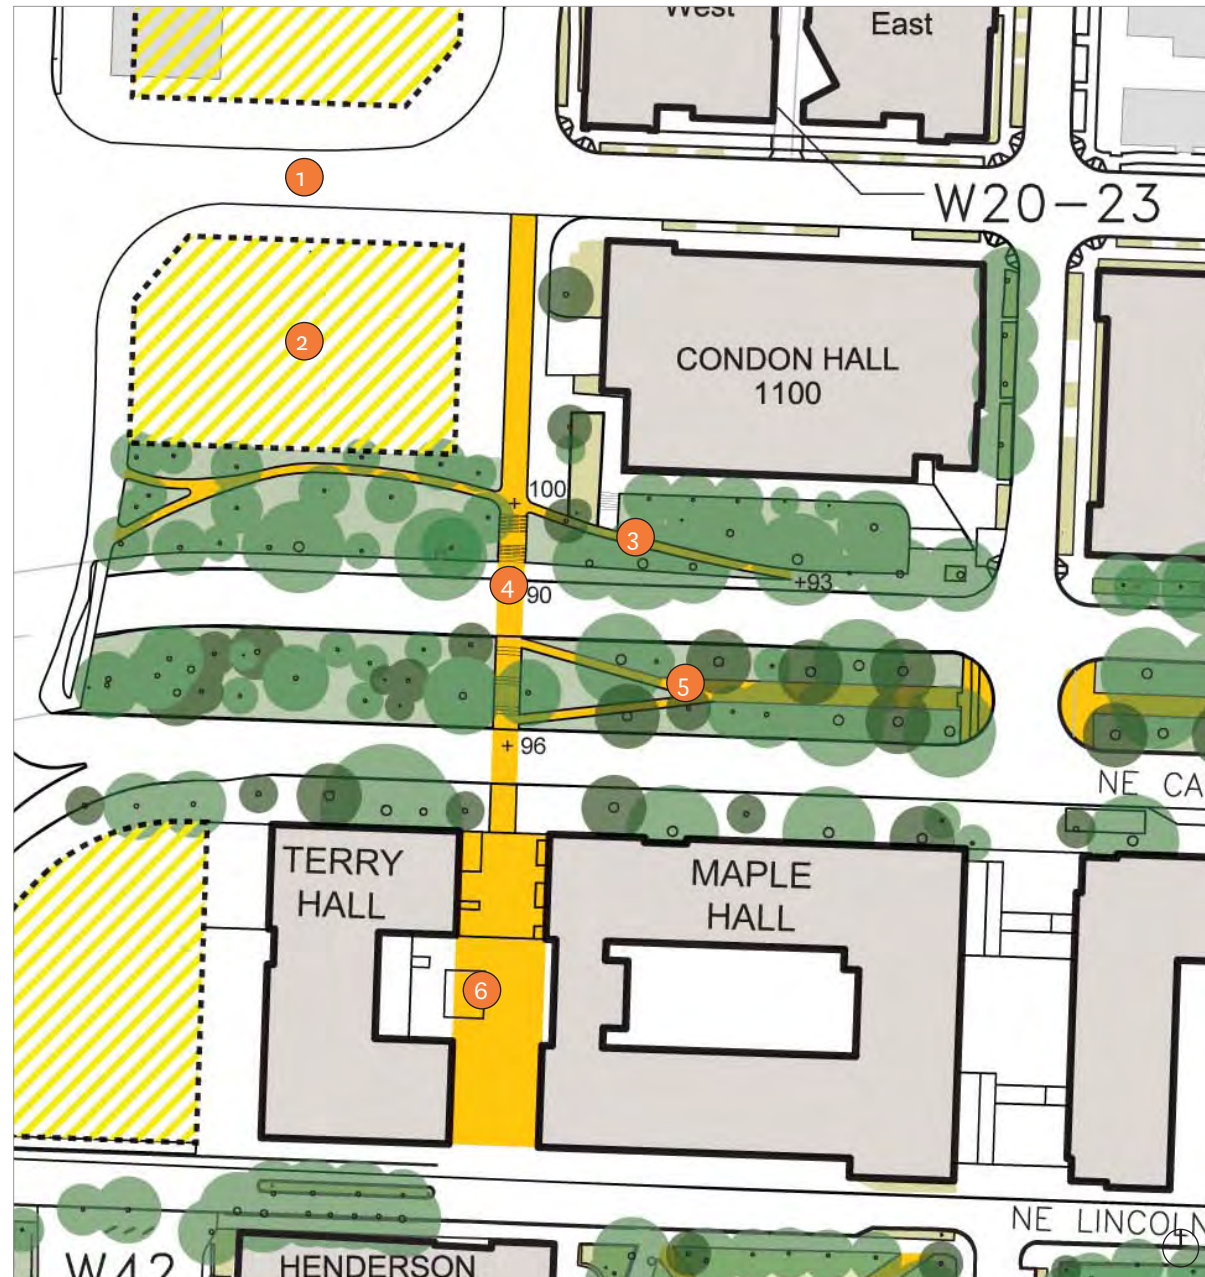 West
East
1
W20-23
2
CONDON HALL
1100
100
3
4
90
+93
5
+ 96
NE CA
TERRY
HALL
MAPLE
HALL
6
NE LINCOLN
W42
HENDERSON